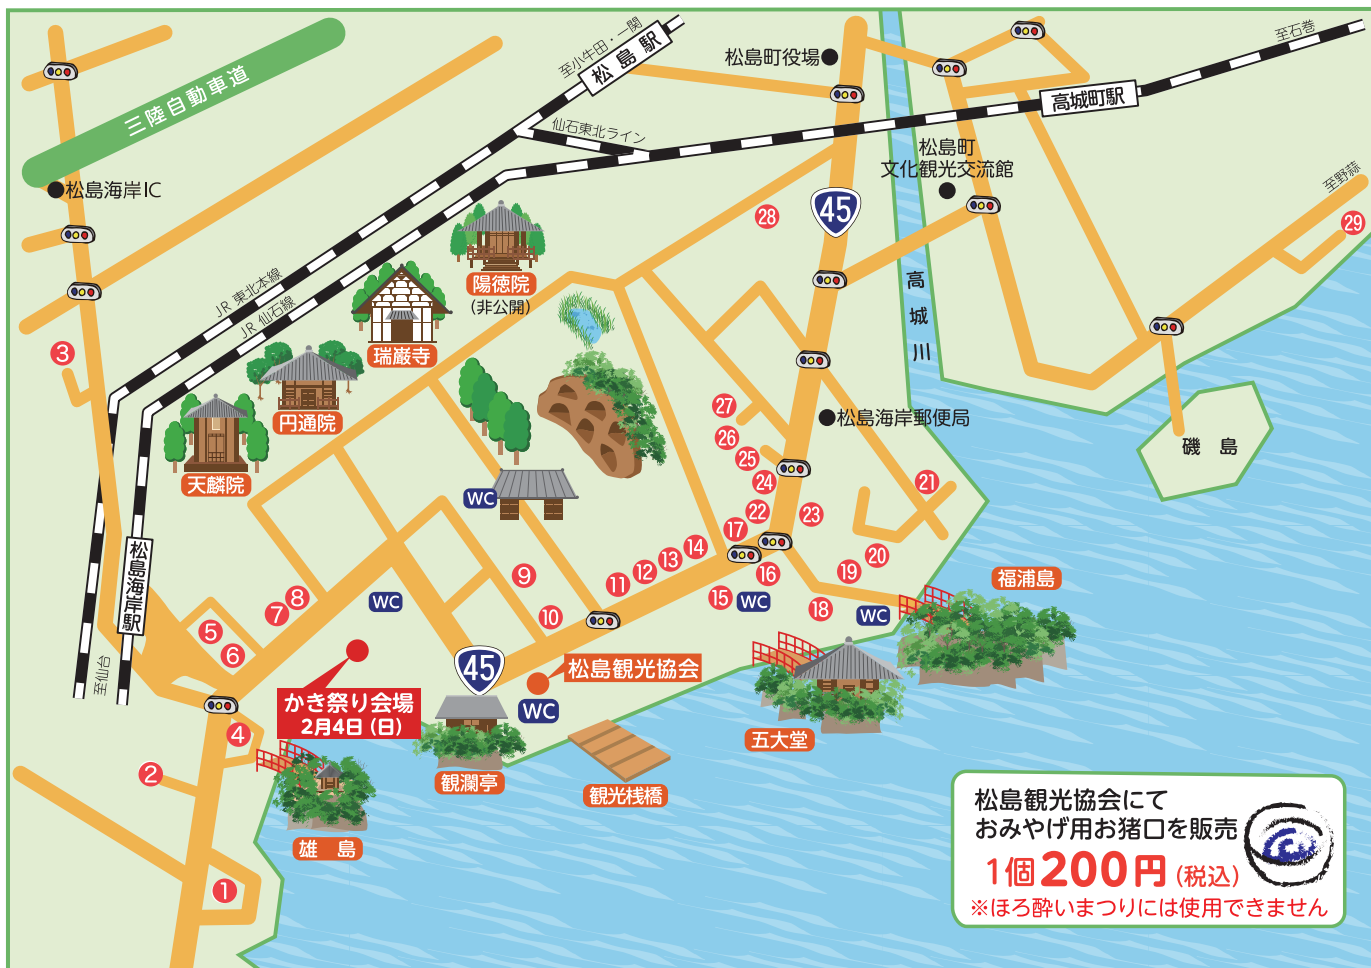 至小牛田・一関
松島駅
松島町役場
至石巻
高城町駅
三陸自動車道
仙石東北ライン
松島町
文化観光交流館
松島海岸IC
至野蒜
45
28
29
陽徳院
(非公開)
JR 東北本線
JR 仙石線
瑞巌寺
高城川
3
円通院
27
松島海岸郵便局
26
25
磯島
天麟院
WC
24
21
22
23
17
松島海岸駅
14
13
12
11
9
20
19
16
15
WC
18
WC
福浦島
8
7
WC
10
5
6
45
松島観光協会
至仙台
かき祭り会場
2月4日(日)
WC
4
五大堂
2
観瀾亭
観光桟橋
雄島
1
松島観光協会にて
おみやげ用お猪口を販売
1個200円(税込)
※ほろ酔いまつりには使用できません